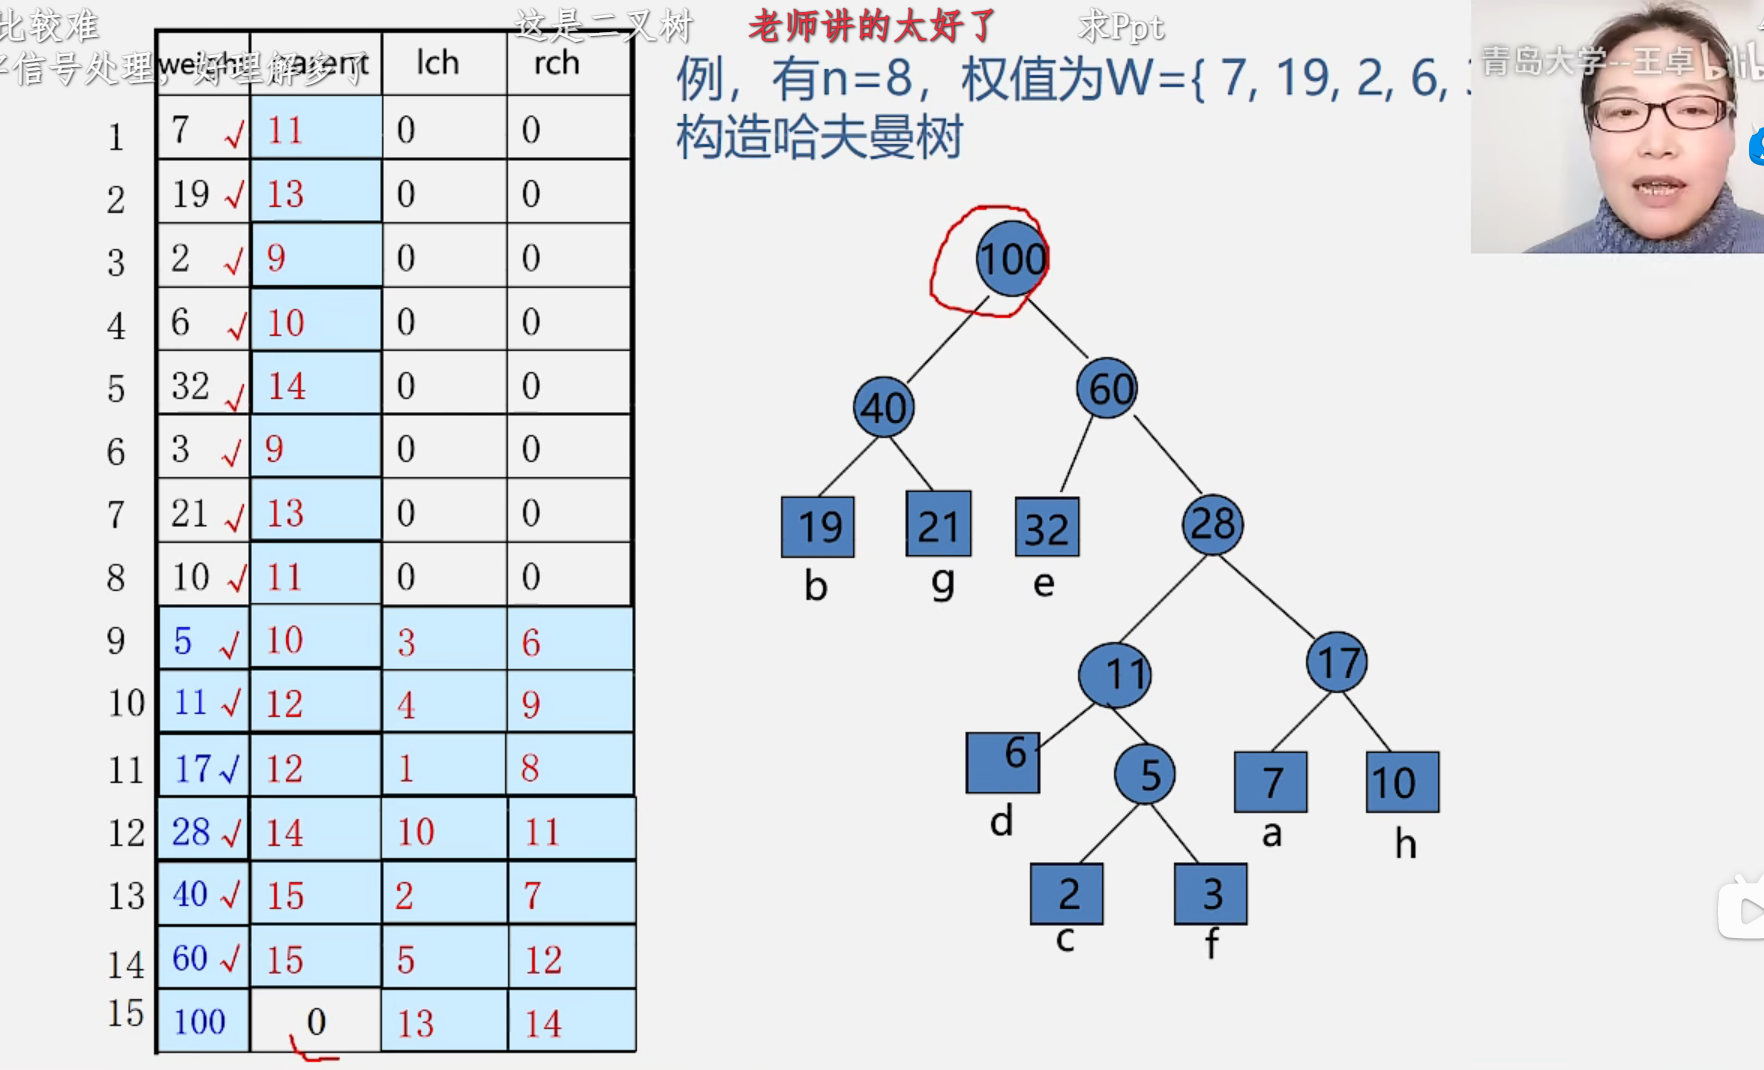 比较难
这是二叉树
老师讲的太好了
求Ppt
信号处理，好理解多了
青岛大学--王卓
weight parent lch rch
1 7 √ 11 0 0
2 19 √ 13 0 0
3 2 √ 9 0 0
4 6 √ 10 0 0
5 32 √ 14 0 0
6 3 √ 9 0 0
7 21 √ 13 0 0
8 10 √ 11 0 0
9 5 √ 10 3 6
10 11 √ 12 4 9
11 17 √ 12 1 8
12 28 √ 14 10 11
13 40 √ 15 2 7
14 60 √ 15 5 12
15 100 0 13 14
例，有n=8，权值为W={ 7, 19, 2, 6,
构造哈夫曼树
100
40 60
19 21 32 28
b g e
11 17
6 5 7 10
d a h
2 3
c f